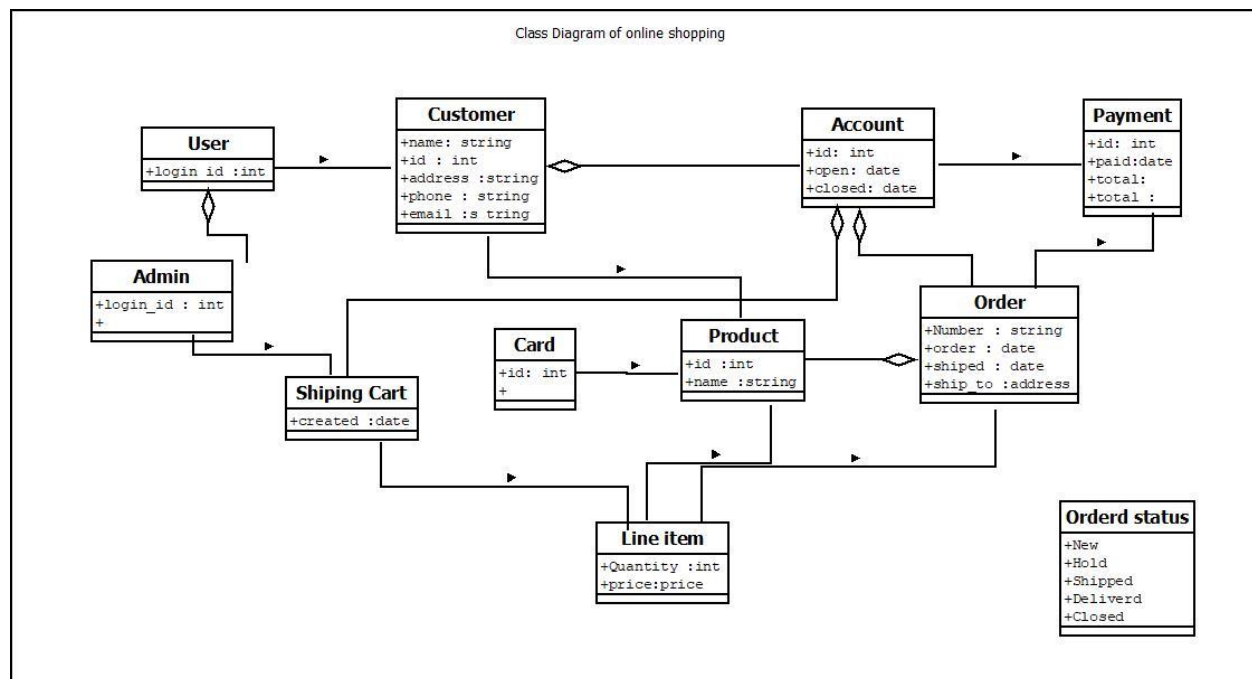 Class Diagram of online shopping
User
+login id :int
Customer
+name: string
+id : int
+address :string
+phone : string
+email :s tring
Account
+id: int
+open: date
+closed: date
Payment
+id: int
+paid:date
+total:
+total :
Admin
+login_id : int
+
Shiping Cart
+created :date
Card
+id: int
+
Product
+id :int
+name :string
Order
+Number : string
+order : date
+shiped : date
+ship_to :address
Line item
+Quantity :int
+price:price
Orderd status
+New
+Hold
+Shipped
+Deliverd
+Closed